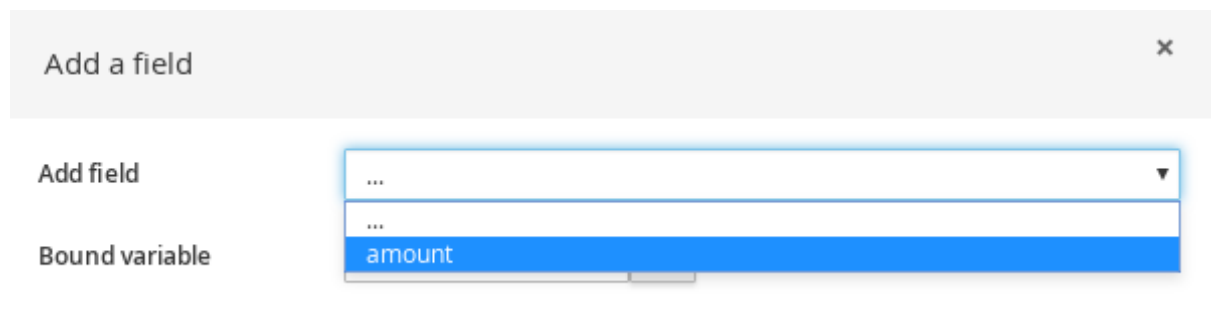 Add a field
×
Add field
...
...
Bound variable
amount